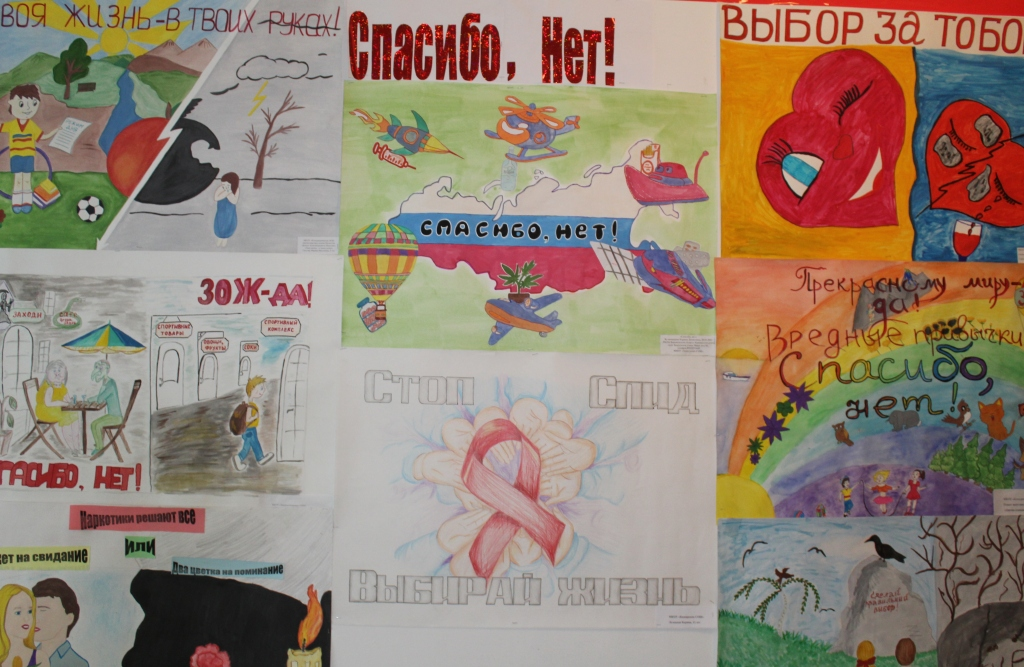 ВОЯ ЖИЗНЬ-В ТВОИХ РУКАХ!
Спасибо, Нет!
СПАСИБО, НЕТ!
ВЫБОР ЗА ТОБО
ЗОЖ-ДА!
ЗАХОДИ
СПОРТИВНЫЕ
ТОВАРЫ
СПОРТИВНЫЙ
КОМПЛЕКС
ПАСИБО, НЕТ!
Прекрасному миру-
да!
Вредные привычки
Спасибо,
нет!
Стоп СПИД
Выбирай жизнь
Наркотики решают все
или
ет на свидание
Два цветка на поминание